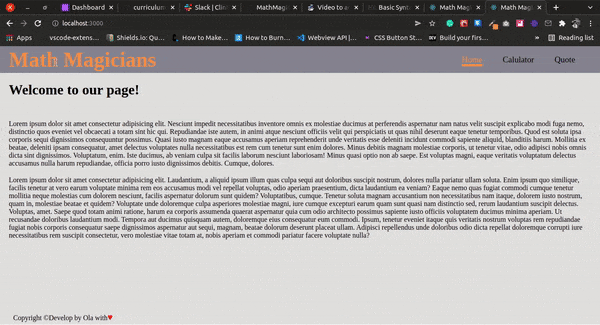 Dashboard curriculum Slack | Clin MathMagi Video to a Basic Synt Math Magi Math Magi
localhost:3000
Apps vscode-extens... Shields.io: Qu... How to Make... How to Burn... Webview API |... CSS Button St... Build your first... » Reading list
Math Magicians Home Calulator Quote
Welcome to our page!
Lorem ipsum dolor sit amet consectetur adipisicing elit. Nesciunt impedit necessitatibus inventore omnis ex molestiae ducimus at perferendis aspernatur nam natus velit suscipit explicabo modi fuga nemo,
distinctio quos eveniet vel obcaecati a totam sint hic qui. Repudiandae iste autem, in animi atque nesciunt officiis velit qui perspiciatis ut quas nihil deserunt eaque tenetur temporibus. Quod est soluta ipsa
corporis sequi dignissimos consequuntur possimus. Quasi iusto magnam eaque accusamus aperiam reprehenderit unde veritatis esse deleniti incidunt commodi sapiente aliquid, blanditiis harum. Mollitia ex
beatae, deleniti ipsam consequatur, amet delectus voluptatibus est rem cum tenetur sunt enim dolores. Minus debitis magnam molestiae corporis, ut tenetur vitae, odio adipisci nobis omnis
dicta sint dignissimos. Voluptatum, enim. Iste ducimus, ab veniam culpa sit facilis laborum nesciunt laboriosam! Minus quasi optio non ab saepe. Est voluptas magni, eaque veritatis voluptatum delectus
accusamus nulla harum repudiandae, officia porro iusto dignissimos debitis. Cumque, dolores.
Lorem ipsum dolor sit amet consectetur adipisicing elit. Laudantium, a aliquid ipsum illum quas culpa sequi aut doloribus suscipit nostrum, dolores nulla pariatur ullam soluta. Enim ipsum quo similique,
facilis tenetur at vero earum voluptate minima rem eos accusamus modi vel repellat voluptas, odio aperiam praesentium, dicta laudantium ea veniam? Eaque nemo quas fugiat commodi cumque tenetur
mollitia neque molestias cum dolorem nesciunt, facilis aspernatur dolorum sunt quidem? Voluptatibus, cumque. Tenetur soluta magnam accusantium non necessitatibus nam itaque, dolorem iusto nostrum,
quam in, molestiae beatae et quidem? Voluptate unde doloremque culpa asperiores molestiae magni, iure cumque excepturi earum quam sunt quasi nam distinctio sed, rerum laudantium suscipit delectus.
Voluptas, amet. Saepe quod totam animi ratione, harum ea corporis assumenda quaerat aspernatur quia cum odio architecto possimus sapiente iusto officiis voluptatem ducimus minima aperiam. Ut
recusandae doloribus laudantium modi. Tempora aut ducimus quisquam amet dolorum, doloremque eius consequuntur eum commodi. Ipsam, tenetur eveniet itaque quis veritatis nostrum voluptas rem repudiandae
fugiat nobis corporis consequatur saepe dignissimos aspernatur aut sequi, magnam, beatae dolorum deserunt placeat ullam. Adipisci repellendus unde doloribus odio dicta repellat doloremque corrupti iure
necessitatibus rem suscipit consectetur, vero molestiae vitae totam at, nobis aperiam et commodi pariatur facere voluptate nam?
Copyright ©Develop by Ola with♥